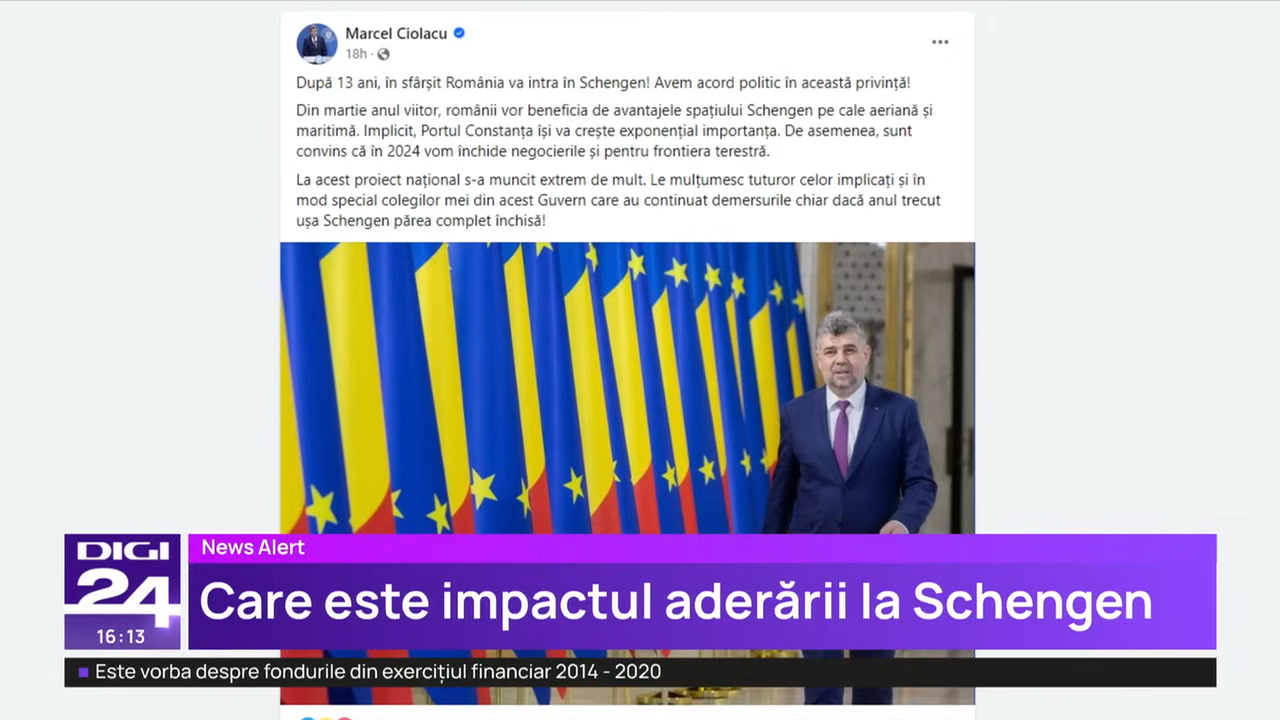 Marcel Ciolacu
18h ·
După 13 ani, în sfârșit România va intra în Schengen! Avem acord politic în această privință!
Din martie anul viitor, românii vor beneficia de avantajele spațiului Schengen pe cale aeriană și
maritimă. Implicit, Portul Constanța își va crește exponențial importanța. De asemenea, sunt
convins că în 2024 vom închide negocierile și pentru frontiera terestră.
La acest proiect național s-a muncit extrem de mult. Le mulțumesc tuturor celor implicați și în
mod special colegilor mei din acest Guvern care au continuat demersurile chiar dacă anul trecut
ușa Schengen părea complet închisă!
DIGI
24
16:13
News Alert
Care este impactul aderării la Schengen
Este vorba despre fondurile din exercițiul financiar 2014 - 2020